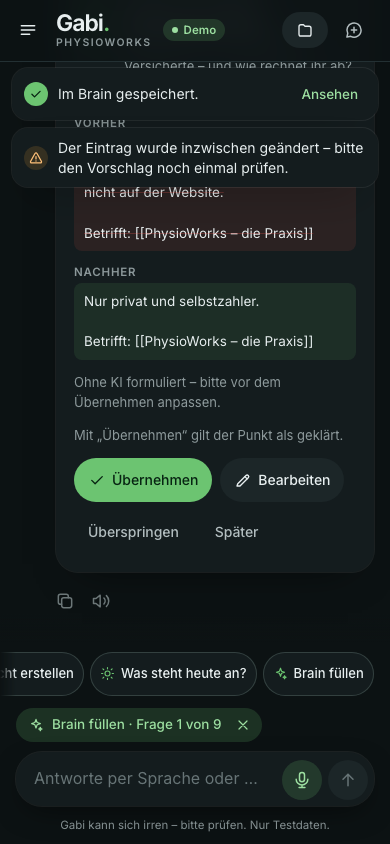 Gabi.
PHYSIOWORKS
Demo
Versicherte – und wie rechnet ihr ab?
Im Brain gespeichert.
Ansehen
VORHER
Der Eintrag wurde inzwischen geändert – bitte
den Vorschlag noch einmal prüfen.
nicht auf der Website.
Betrifft: [[PhysioWorks – die Praxis]]
NACHHER
Nur privat und selbstzahler.
Betrifft: [[PhysioWorks – die Praxis]]
Ohne KI formuliert – bitte vor dem
Übernehmen anpassen.
Mit „Übernehmen“ gilt der Punkt als geklärt.
Übernehmen
Bearbeiten
Überspringen
Später
cht erstellen
Was steht heute an?
Brain füllen
Brain füllen · Frage 1 von 9
Antworte per Sprache oder ...
Gabi kann sich irren – bitte prüfen. Nur Testdaten.